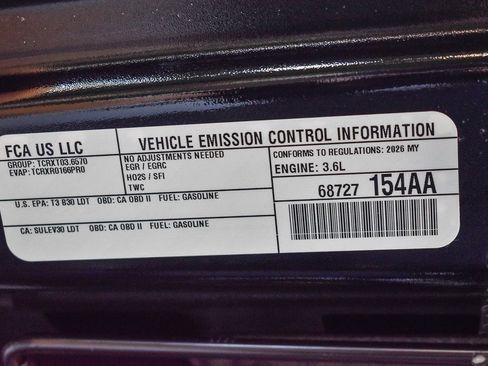 FCA US LLC
VEHICLE EMISSION CONTROL INFORMATION
GROUP: TCRXT03.6570
EVAP: TCRXR0166PR0
NO ADJUSTMENTS NEEDED
EGR / EGRC
HO2S / SFI
TWC
CONFORMS TO REGULATIONS: 2026 MY
ENGINE: 3.6L
68727 154AA
U.S. EPA: T3 B30 LDT OBD: CA OBD II FUEL: GASOLINE
CA: SULEV30 LDT OBD: CA OBD II FUEL: GASOLINE